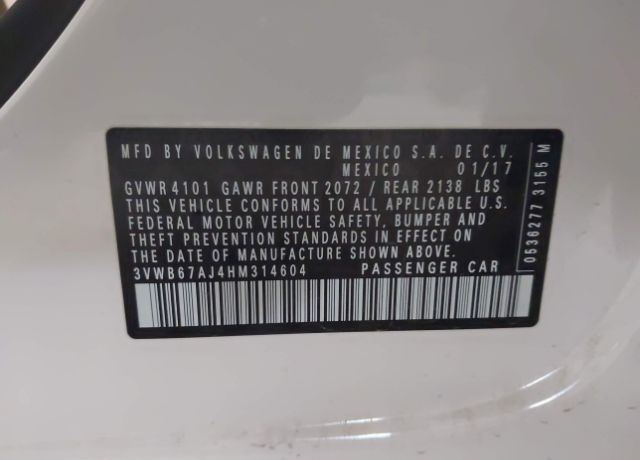 MFD BY VOLKSWAGEN DE MEXICO S.A. DE C.V.
MEXICO 01/17
GVWR 4101 GAWR FRONT 2072 / REAR 2138 LBS
THIS VEHICLE CONFORMS TO ALL APPLICABLE U.S.
FEDERAL MOTOR VEHICLE SAFETY, BUMPER AND
THEFT PREVENTION STANDARDS IN EFFECT ON
THE DATE OF MANUFACTURE SHOWN ABOVE.
3VWB67AJ4HM314604 PASSENGER CAR
0536277 3155 M